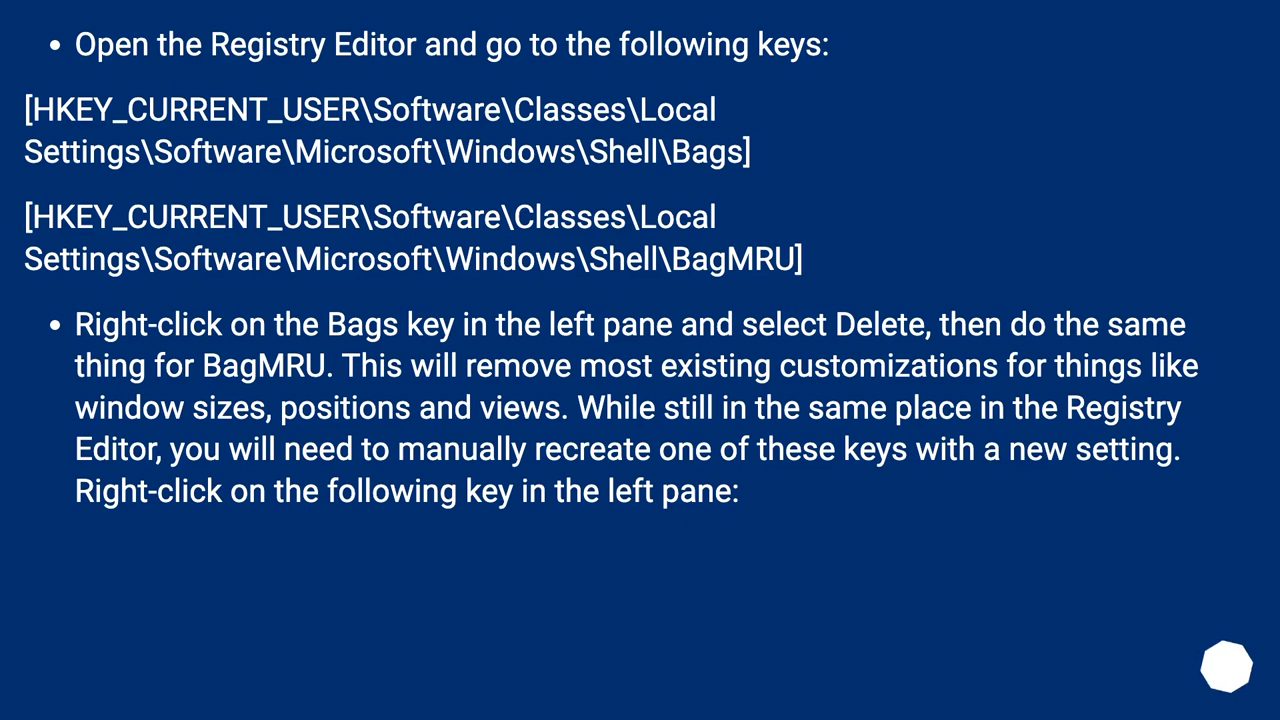 • Open the Registry Editor and go to the following keys:
[HKEY_CURRENT_USER\Software\Classes\Local
Settings\Software\Microsoft\Windows\Shell\Bags]
[HKEY_CURRENT_USER\Software\Classes\Local
Settings\Software\Microsoft\Windows\Shell\BagMRU]
• Right-click on the Bags key in the left pane and select Delete, then do the same
thing for BagMRU. This will remove most existing customizations for things like
window sizes, positions and views. While still in the same place in the Registry
Editor, you will need to manually recreate one of these keys with a new setting.
Right-click on the following key in the left pane: